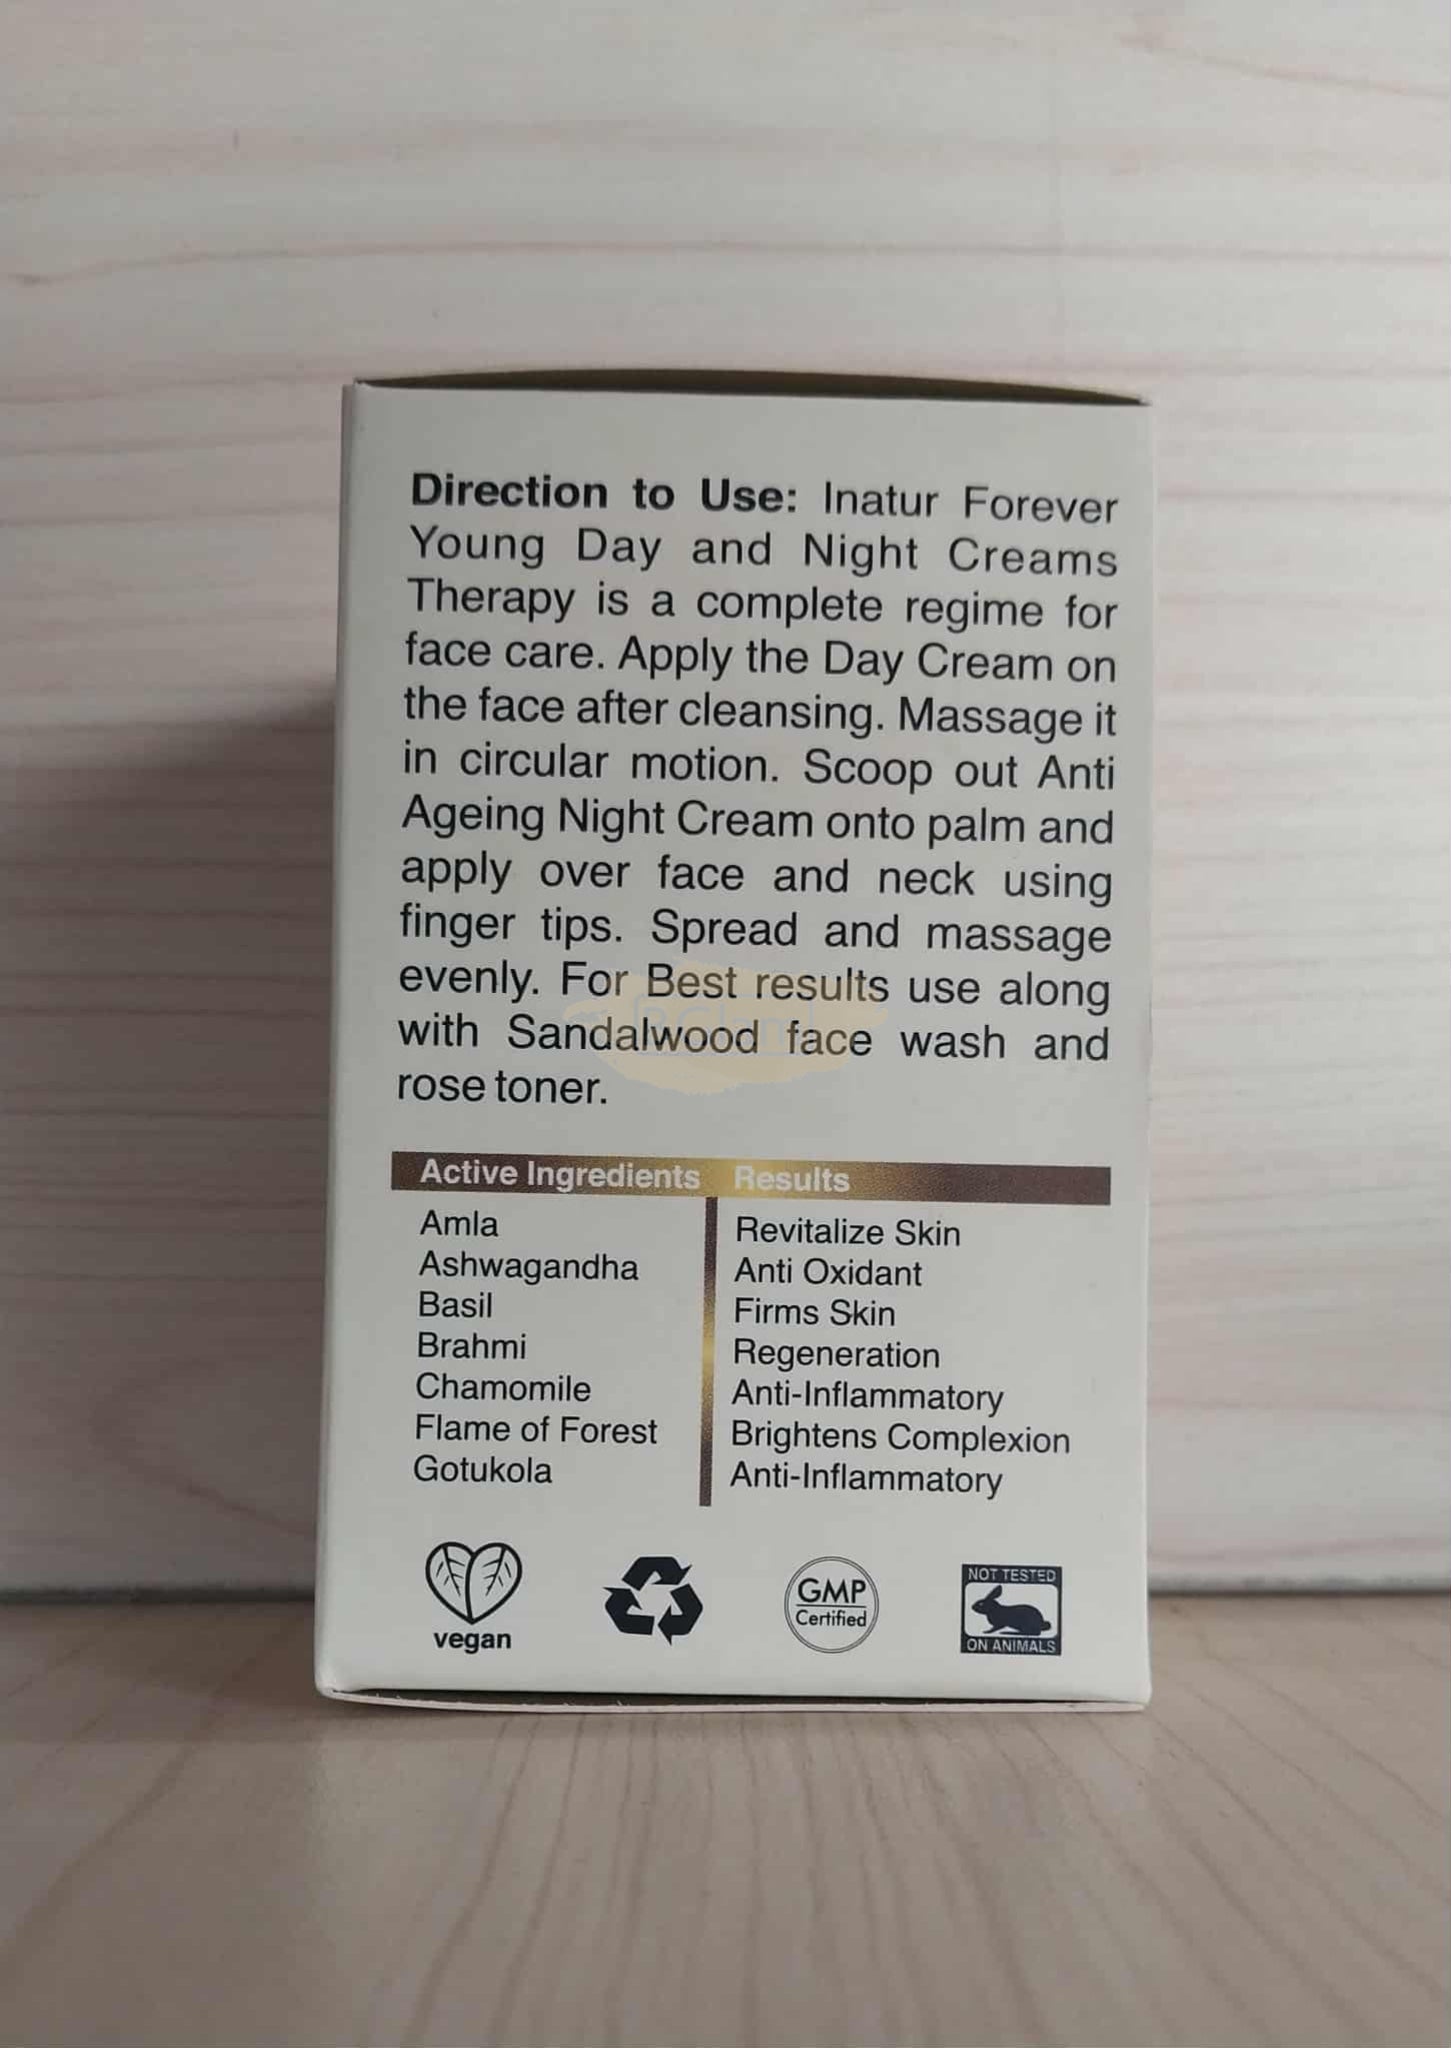 Direction to Use: Inatur Forever
Young Day and Night Creams
Therapy is a complete regime for
face care. Apply the Day Cream on
the face after cleansing. Massage it
in circular motion. Scoop out Anti
Ageing Night Cream onto palm and
apply over face and neck using
finger tips. Spread and massage
evenly. For Best results use along
with Sandalwood face wash and
rose toner.
Active Ingredients Results
Amla Revitalize Skin
Ashwagandha Anti Oxidant
Basil Firms Skin
Brahmi Regeneration
Chamomile Anti-Inflammatory
Flame of Forest Brightens Complexion
Gotukola Anti-Inflammatory
vegan
GMP
Certified
NOT TESTED
ON ANIMALS